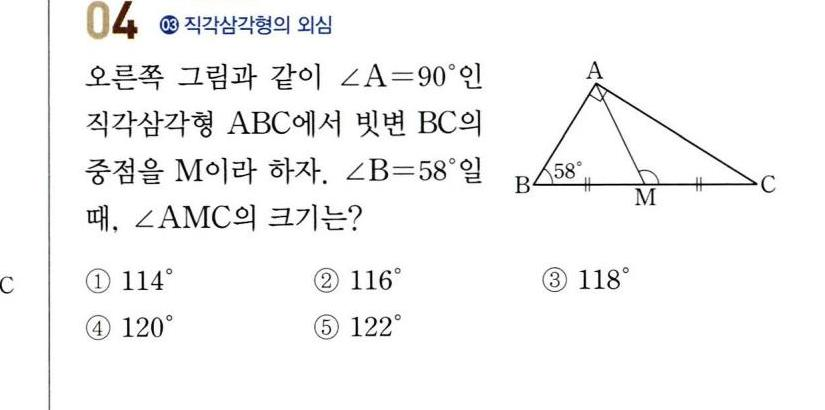 04 03 직각삼각형의 외심
오른쪽 그림과 같이 ∠A=90°인
직각삼각형 ABC에서 빗변 BC의
중점을 M이라 하자. ∠B=58°일
때, ∠AMC의 크기는?
A
58°
B
M
C
C
① 114° ② 116° ③ 118°
④ 120° ⑤ 122°